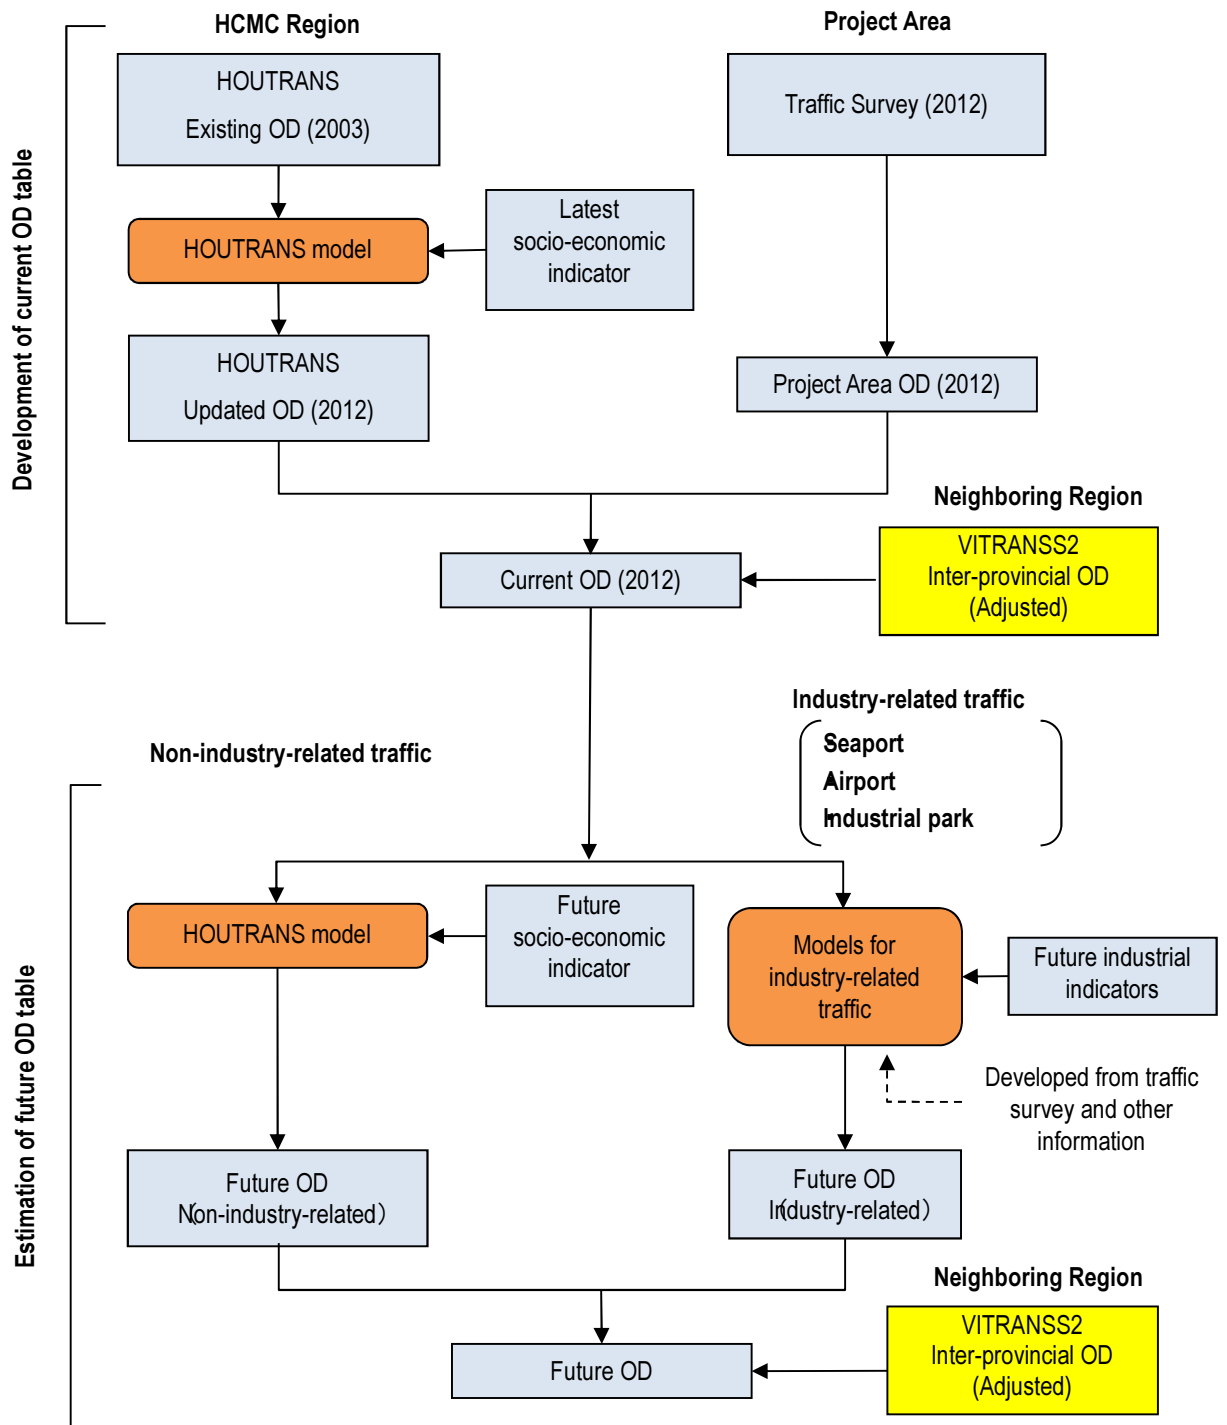 HCMC Region
Project Area
Development of current OD table
HOUTRANS
Existing OD (2003)
Traffic Survey (2012)
HOUTRANS model
Latest
socio-economic
indicator
HOUTRANS
Updated OD (2012)
Project Area OD (2012)
Neighboring Region
Current OD (2012)
VITRANSS2
Inter-provincial OD
(Adjusted)
Industry-related traffic
Seaport
Airport
Industrial park
Non-industry-related traffic
Estimation of future OD table
HOUTRANS model
Future
socio-economic
indicator
Models for
industry-related
traffic
Future industrial
indicators
Developed from traffic
survey and other
information
Future OD
(Non-industry-related)
Future OD
(Industry-related)
Neighboring Region
Future OD
VITRANSS2
Inter-provincial OD
(Adjusted)